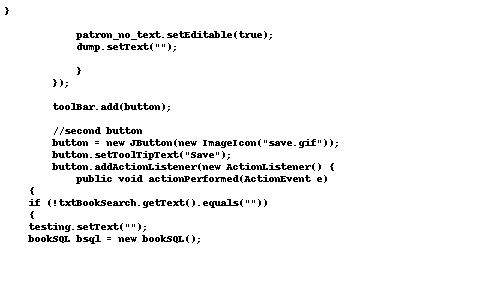 }
patron_no_text.setEditable(true);
dump.setText("");
}
});
toolBar.add(button);
//second button
button = new JButton(new ImageIcon("save.gif"));
button.setToolTipText("Save");
button.addActionListener(new ActionListener() {
public void actionPerformed(ActionEvent e)
{
if (!txtBookSearch.getText().equals(""))
{
testing.setText("");
bookSQL bsql = new bookSQL();